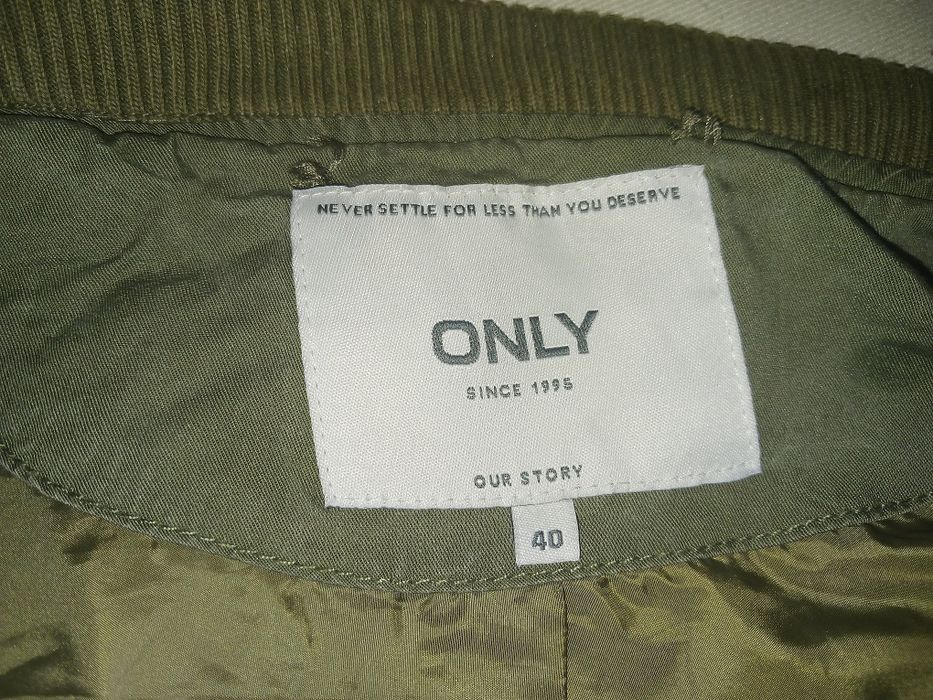 NEVER SETTLE FOR LESS THAN YOU DESERVE
ONLY
SINCE 1995
OUR STORY
40